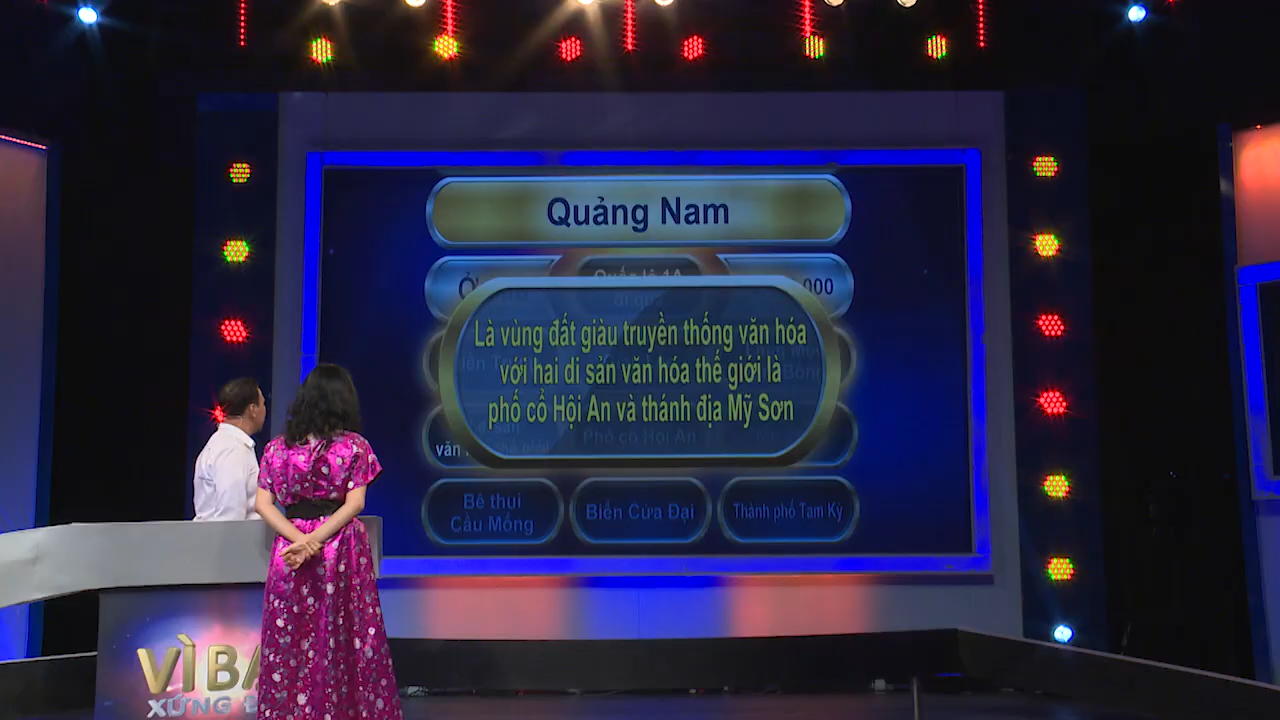 Quảng Nam
000
Là vùng đất giàu truyền thống văn hóa
với hai di sản văn hóa thế giới là
phố cổ Hội An và thánh địa Mỹ Sơn
Phố cổ Hội An
văn
Bê thui
Cầu Mống
Biển Cửa Đại
Thành phố Tam Kỳ
VÌ BA
XỨNG